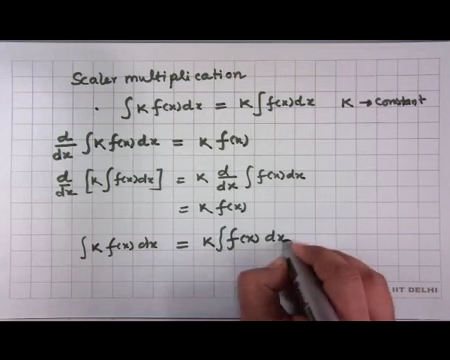 Scaler multiplication
. ∫K f(x)dx = K∫f(x)dx K → Constant
d/dx ∫K f(x)dx = K f(x)
d/dx [K∫f(x)dx] = K d/dx ∫f(x)dx
= K f(x)
∫K f(x) dx = K∫f(x) dx
IIT DELHI